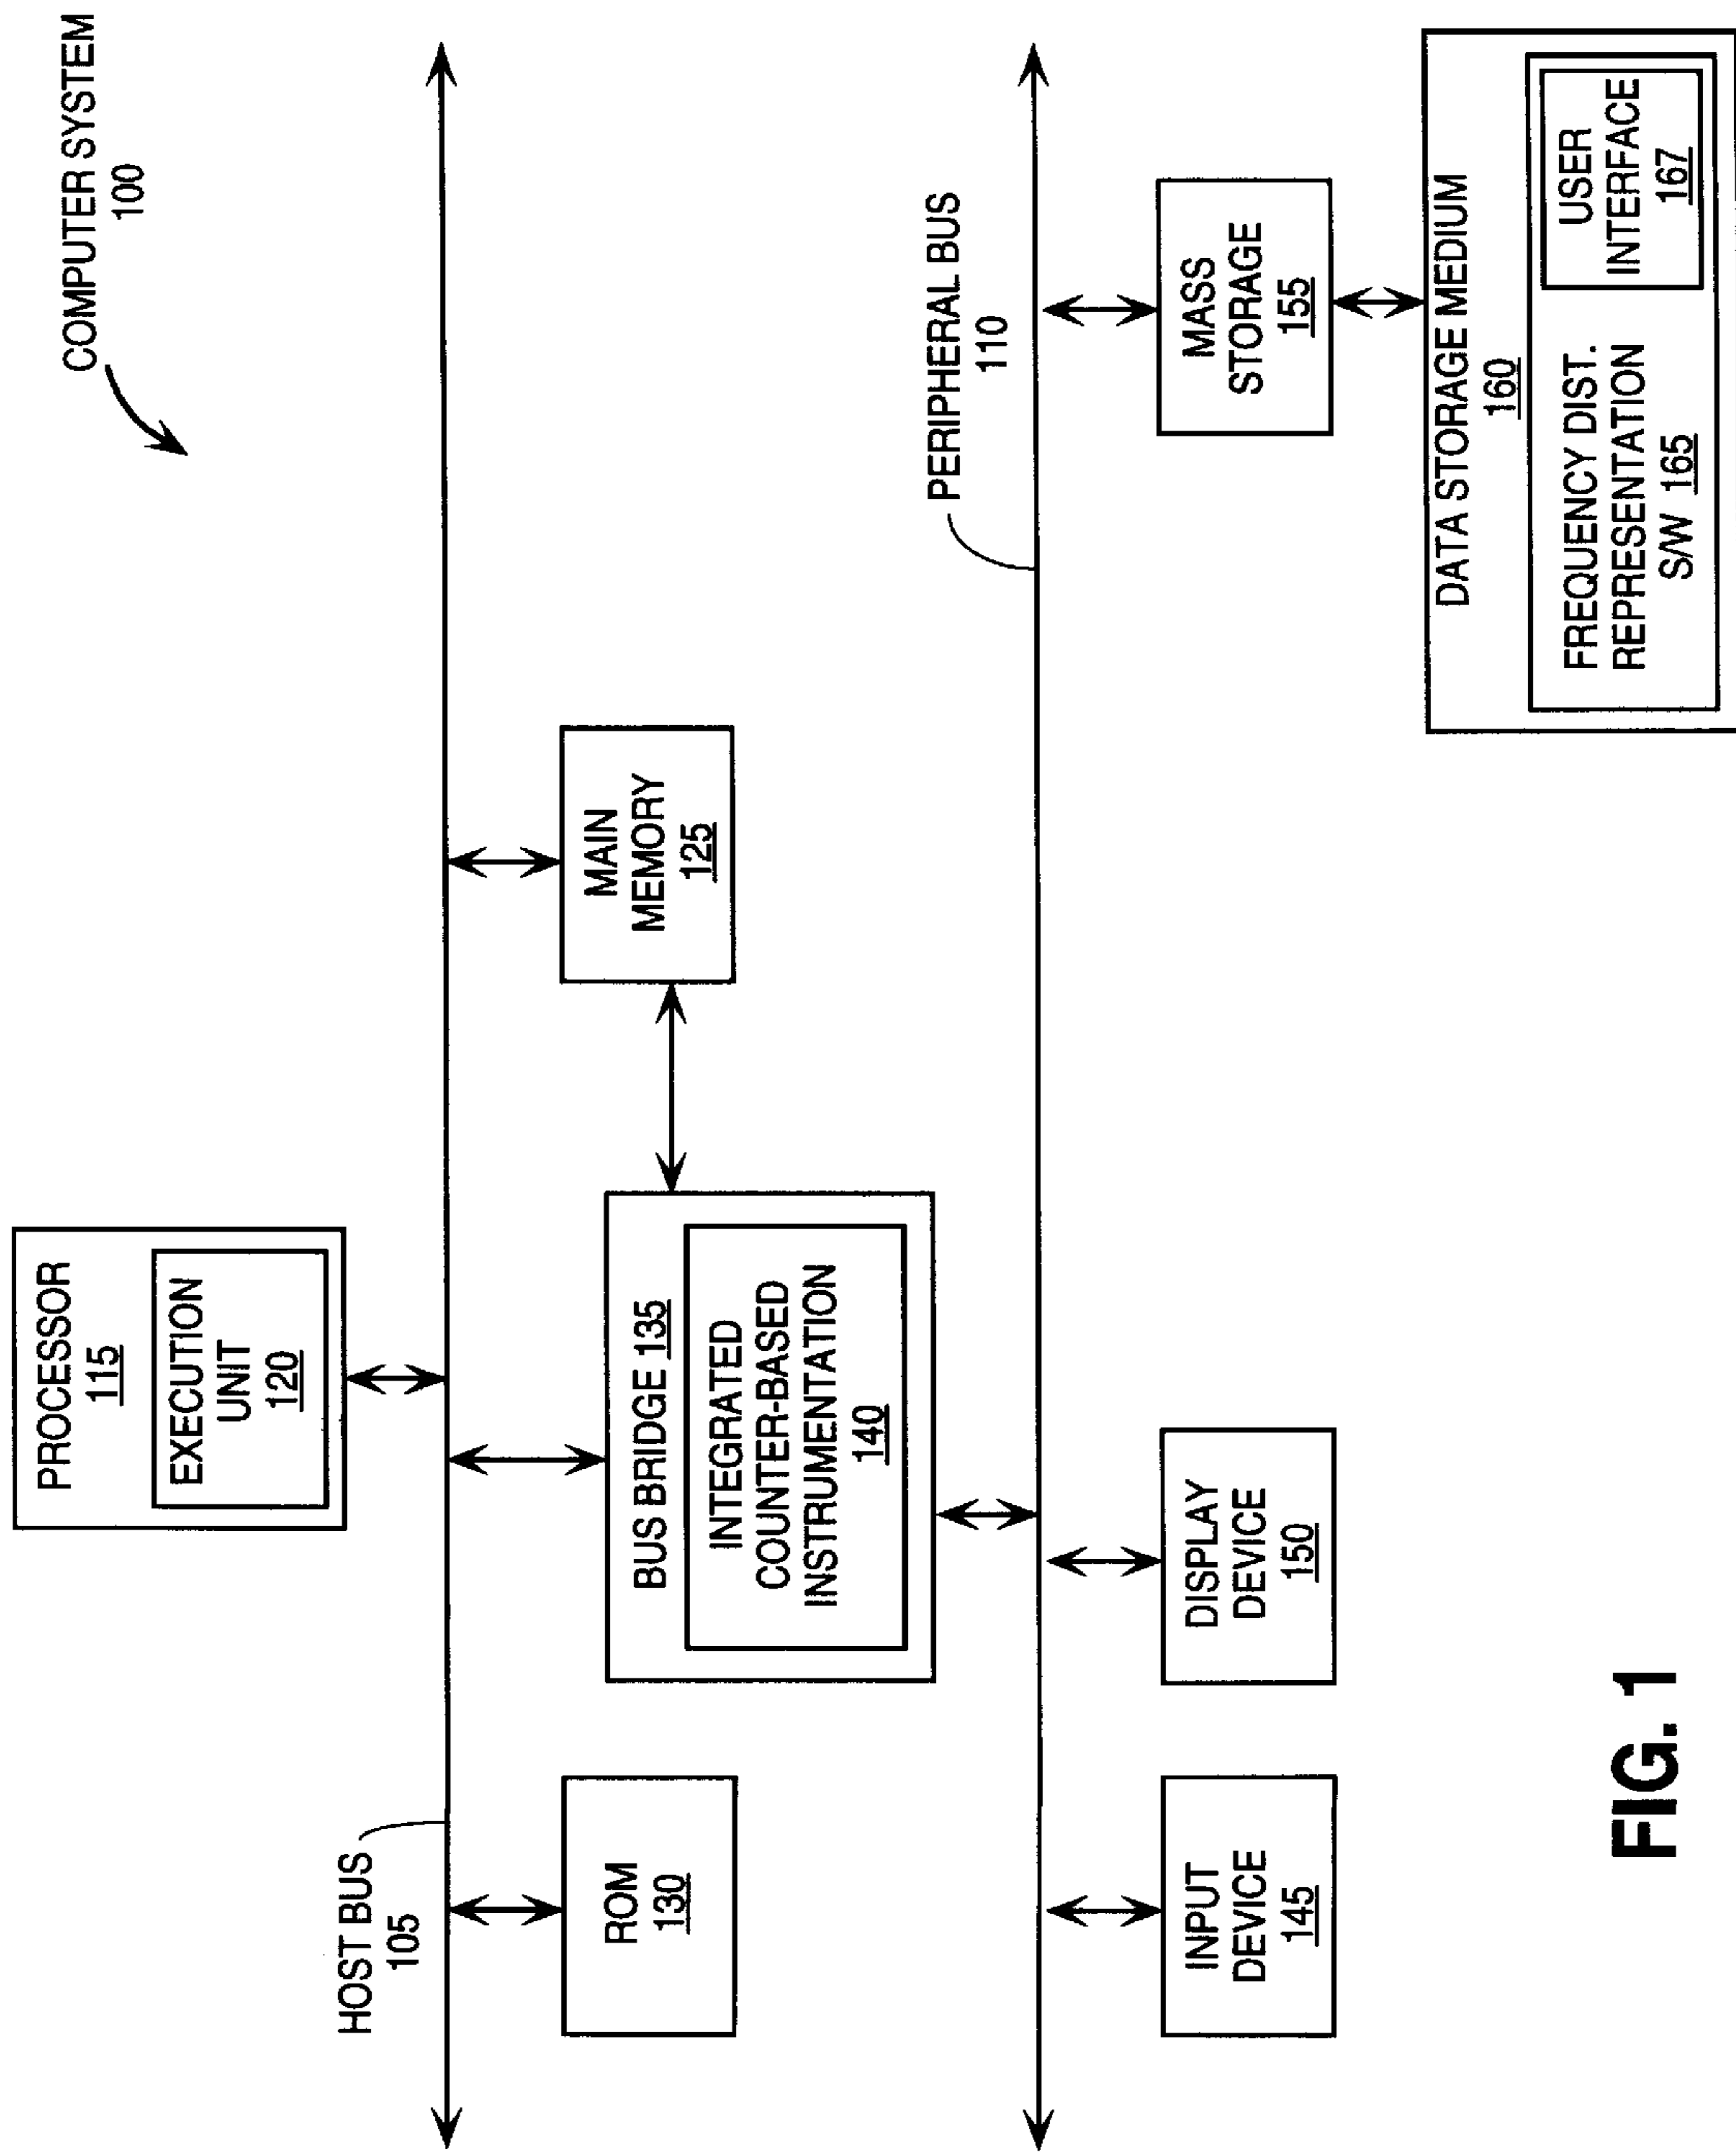 COMPUTER SYSTEM
100
PROCESSOR
115
EXECUTION
UNIT
120
HOST BUS
105
ROM
130
BUS BRIDGE 135
INTEGRATED
COUNTER-BASED
INSTRUMENTATION
140
MAIN
MEMORY
125
PERIPHERAL BUS
110
INPUT
DEVICE
145
DISPLAY
DEVICE
150
MASS
STORAGE
155
DATA STORAGE MEDIUM
160
FREQUENCY DIST.
REPRESENTATION
S/W 165
USER
INTERFACE
167
FIG. 1